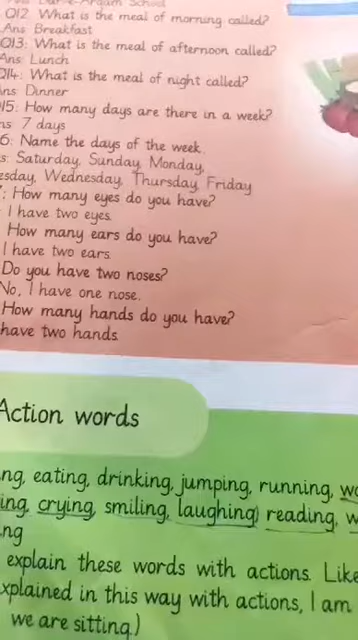 Dar-e-Arqam School
Q12: What is the meal of morning called?
Ans Breakfast
Q13: What is the meal of afternoon called?
Ans: Lunch
Q14: What is the meal of night called?
ns Dinner
15: How many days are there in a week?
ns 7 days
6: Name the days of the week.
s: Saturday, Sunday, Monday,
esday, Wednesday, Thursday, Friday
: How many eyes do you have?
I have two eyes.
How many ears do you have?
I have two ears
Do you have two noses?
No, I have one nose.
How many hands do you have?
have two hands
Action words
ng, eating, drinking, jumping, running, w
ing, crying, smiling, laughing, reading, w
ng
explain these words with actions. Like
xplained in this way with actions, I am
we are sitting.)